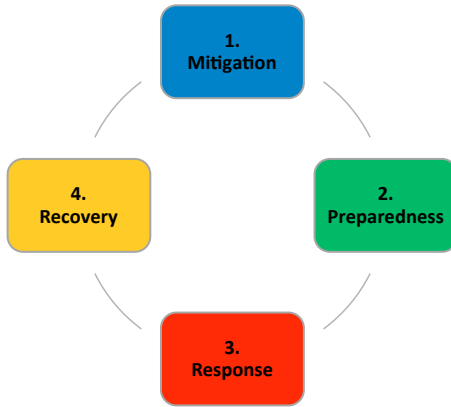 1.
Mitigation
2.
Preparedness
3.
Response
4.
Recovery